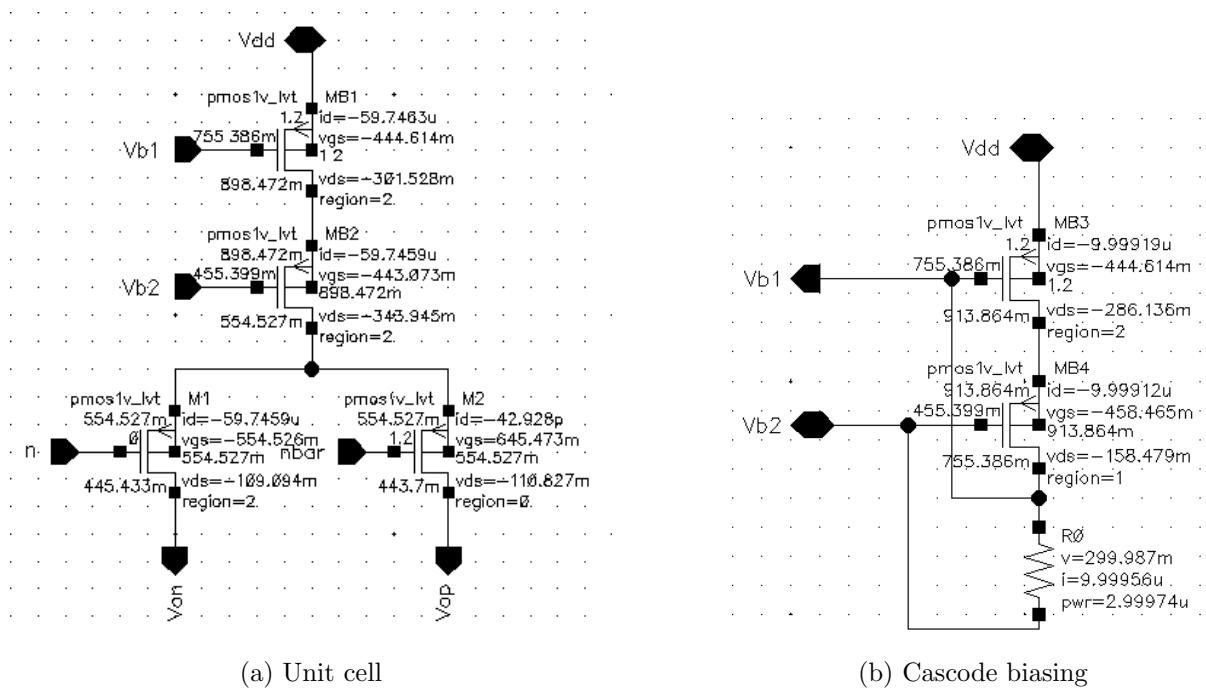 Vdd
pmos1v_lvt MB1
1.2 id=-59.7463u
755.386m vgs=-444.614m
Vb1 1.2
898.472m vds=-301.528m
region=2
pmos1v_lvt MB2
898.472m id=-59.7459u
455.399m vgs=-443.073m
Vb2 898.472m
554.527m vds=-343.945m
region=2
pmos1v_lvt M1
554.527m id=-59.7459u
0 vgs=-554.526m
n 554.527m
445.433m vds=-109.094m
region=2
Von
pmos1v_lvt M2
554.527m id=-42.928p
1.2 vgs=645.473m
nbar 554.527m
443.7m vds=-110.827m
region=0
Vop
(a) Unit cell
Vdd
pmos1v_lvt MB3
1.2 id=-9.99919u
755.386m vgs=-444.614m
Vb1 1.2
913.864m vds=-286.136m
region=2
pmos1v_lvt MB4
913.864m id=-9.99912u
455.399m vgs=-458.465m
Vb2 913.864m
755.386m vds=-158.479m
region=1
R0
v=299.987m
i=9.99956u
pwr=2.99974u
(b) Cascode biasing